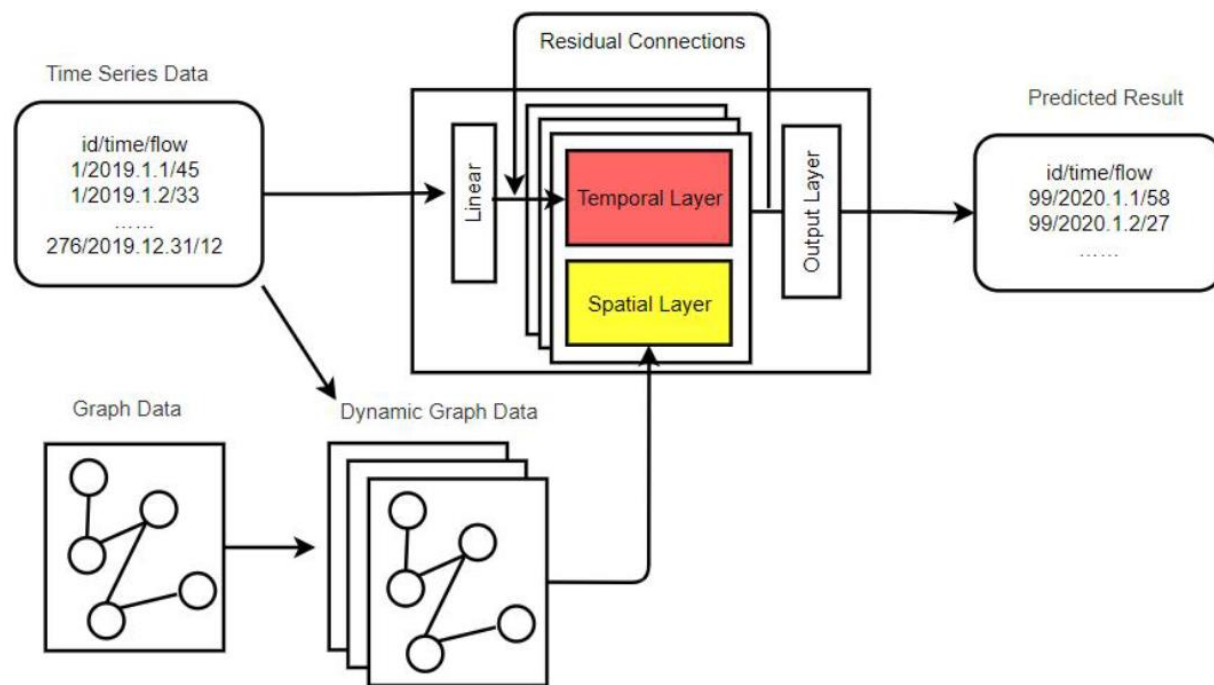 Residual Connections
Time Series Data
id/time/flow
1/2019.1.1/45
1/2019.1.2/33
……
276/2019.12.31/12
Linear
Temporal Layer
Spatial Layer
Output Layer
Predicted Result
id/time/flow
99/2020.1.1/58
99/2020.1.2/27
……
Graph Data
Dynamic Graph Data